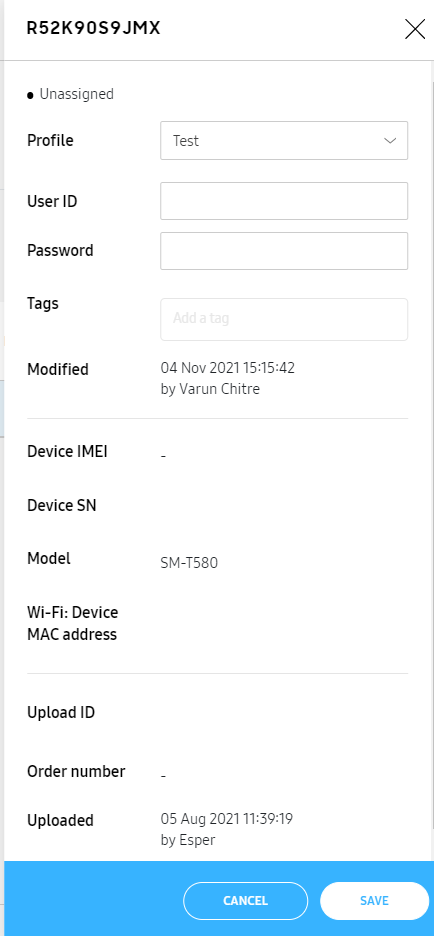 R52K90S9JMX
Unassigned
Profile Test
User ID
Password
Tags Add a tag
Modified 04 Nov 2021 15:15:42
by Varun Chitre
Device IMEI -
Device SN
Model SM-T580
Wi-Fi: Device
MAC address
Upload ID
Order number -
Uploaded 05 Aug 2021 11:39:19
by Esper
CANCEL SAVE